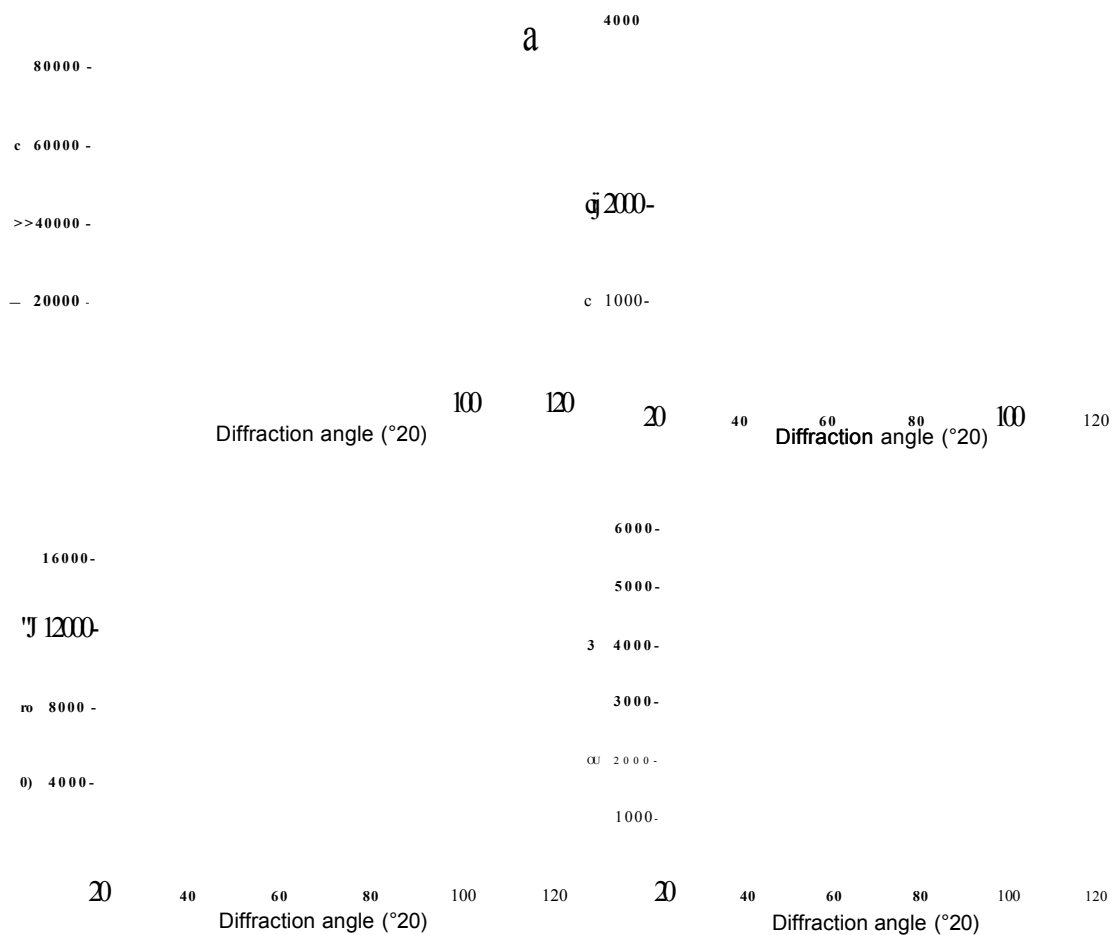 a
80000 -
c 60000 -
>>40000 -
— 20000 -
100 120
Diffraction angle (°20)
4000
2000-
c 1000-
20 40 60 80 100 120
Diffraction angle (°20)
16000-
"J 12000-
ro 8000 -
0) 4000-
20 40 60 80 100 120
Diffraction angle (°20)
6000-
5000-
3 4000-
3000-
OU 2000-
1000-
20 40 60 80 100 120
Diffraction angle (°20)